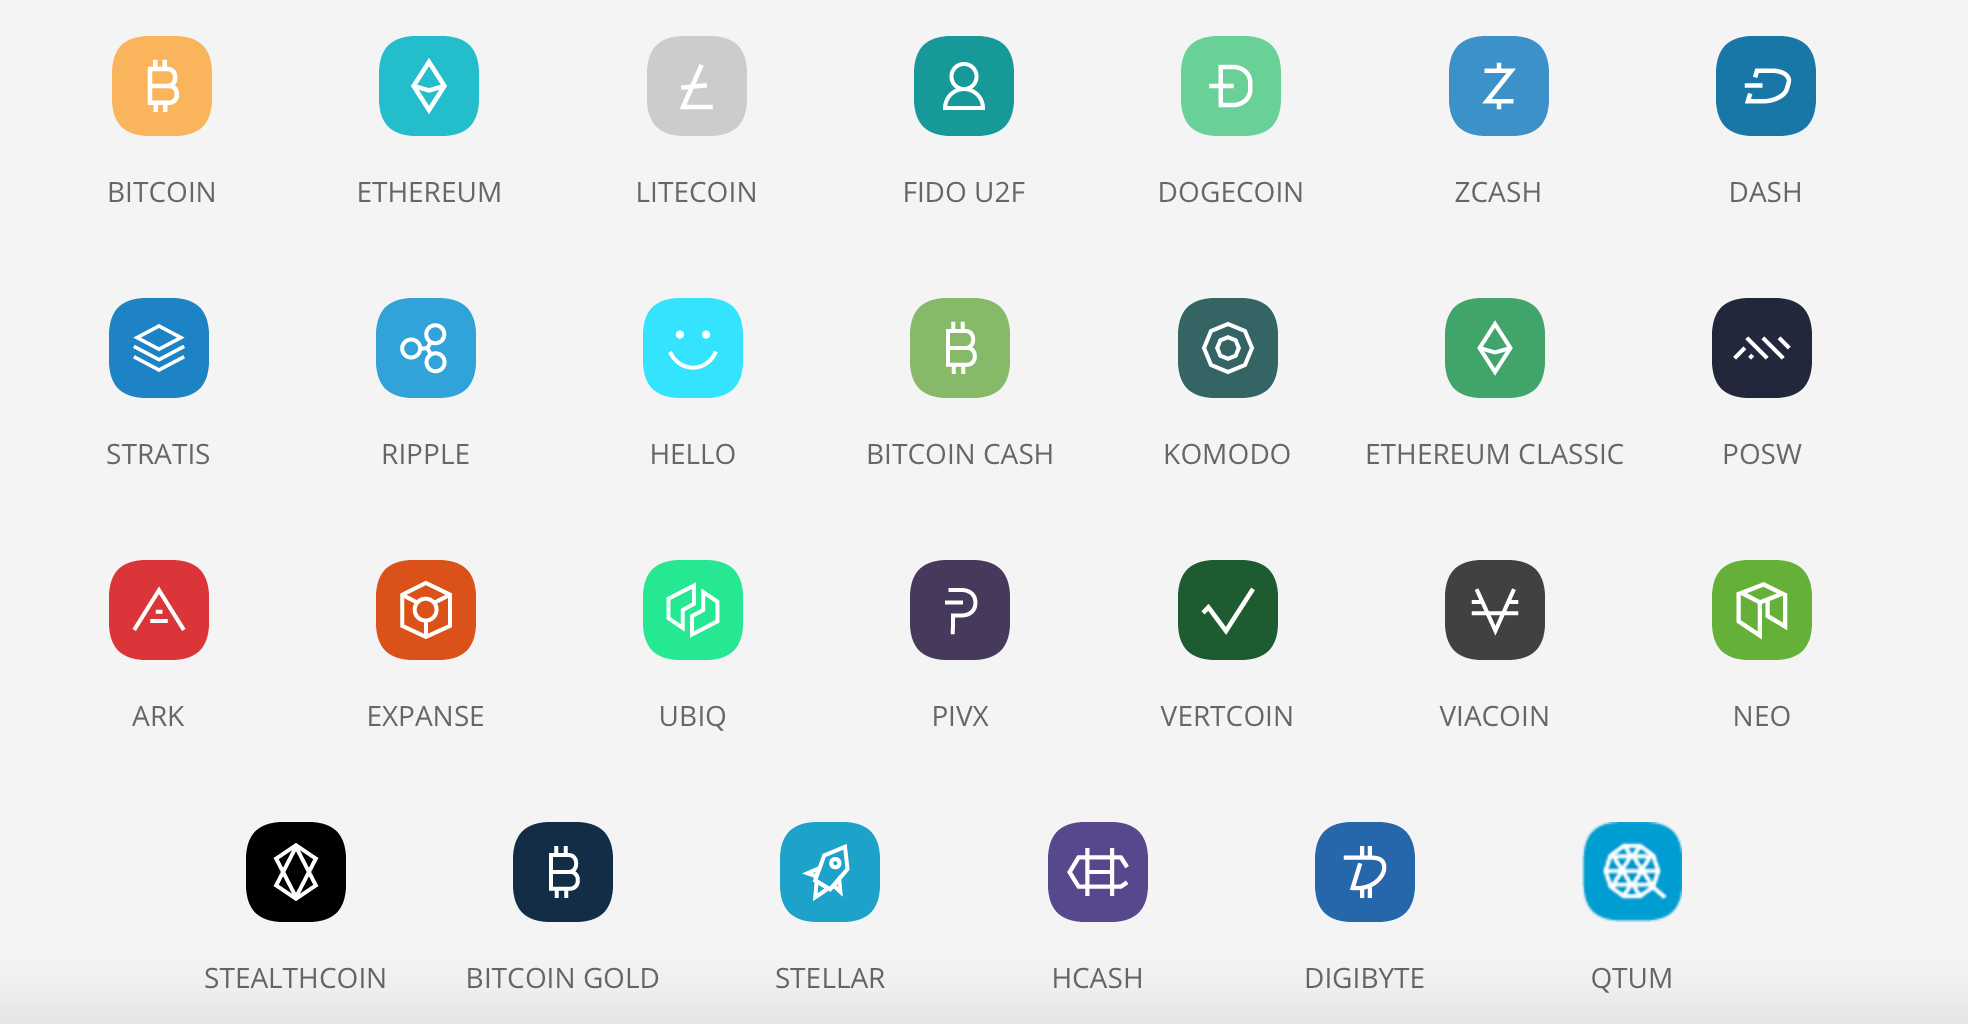 BITCOIN ETHEREUM LITECOIN FIDO U2F DOGECOIN ZCASH DASH
STRATIS RIPPLE HELLO BITCOIN CASH KOMODO ETHEREUM CLASSIC POSW
ARK EXPANSE UBIQ PIVX VERTCOIN VIACOIN NEO
STEALTHCOIN BITCOIN GOLD STELLAR HCASH DIGIBYTE QTUM